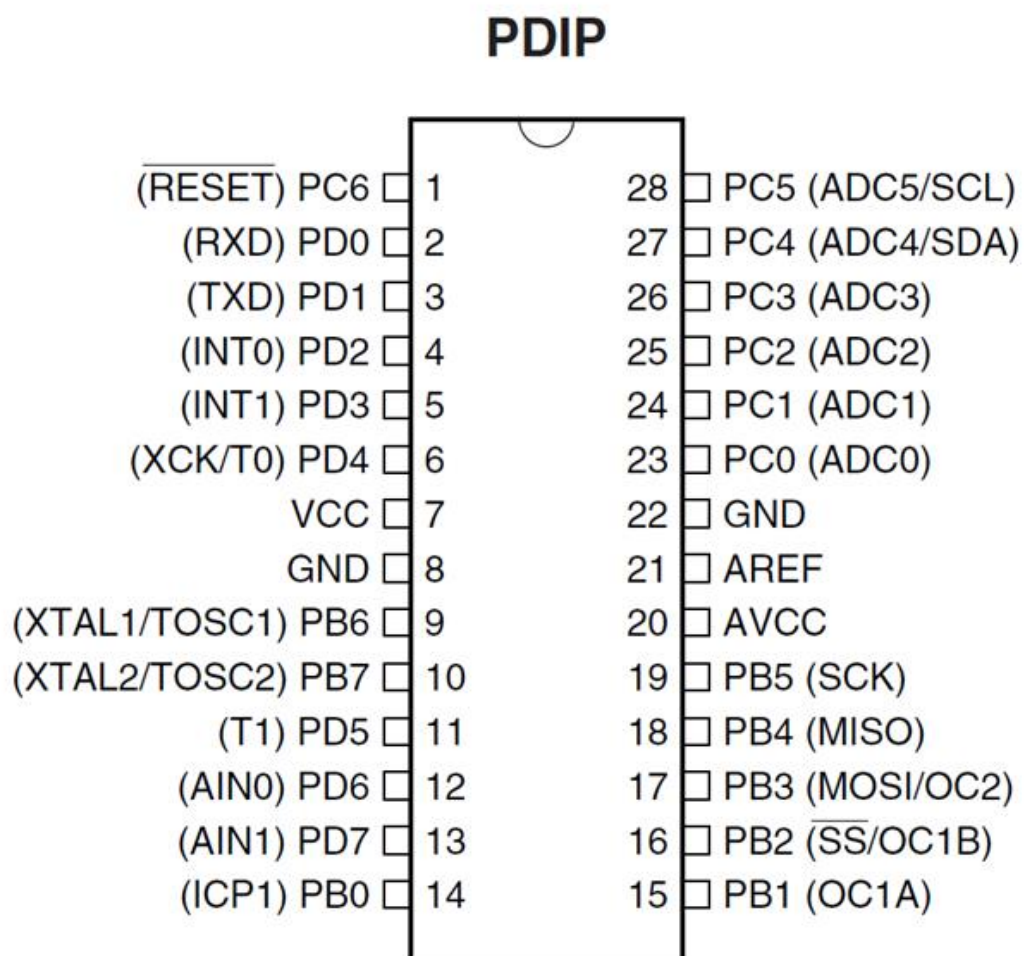 PDIP
(RESET) PC6 1 28 PC5 (ADC5/SCL)
(RXD) PD0 2 27 PC4 (ADC4/SDA)
(TXD) PD1 3 26 PC3 (ADC3)
(INT0) PD2 4 25 PC2 (ADC2)
(INT1) PD3 5 24 PC1 (ADC1)
(XCK/T0) PD4 6 23 PC0 (ADC0)
VCC 7 22 GND
GND 8 21 AREF
(XTAL1/TOSC1) PB6 9 20 AVCC
(XTAL2/TOSC2) PB7 10 19 PB5 (SCK)
(T1) PD5 11 18 PB4 (MISO)
(AIN0) PD6 12 17 PB3 (MOSI/OC2)
(AIN1) PD7 13 16 PB2 (SS/OC1B)
(ICP1) PB0 14 15 PB1 (OC1A)